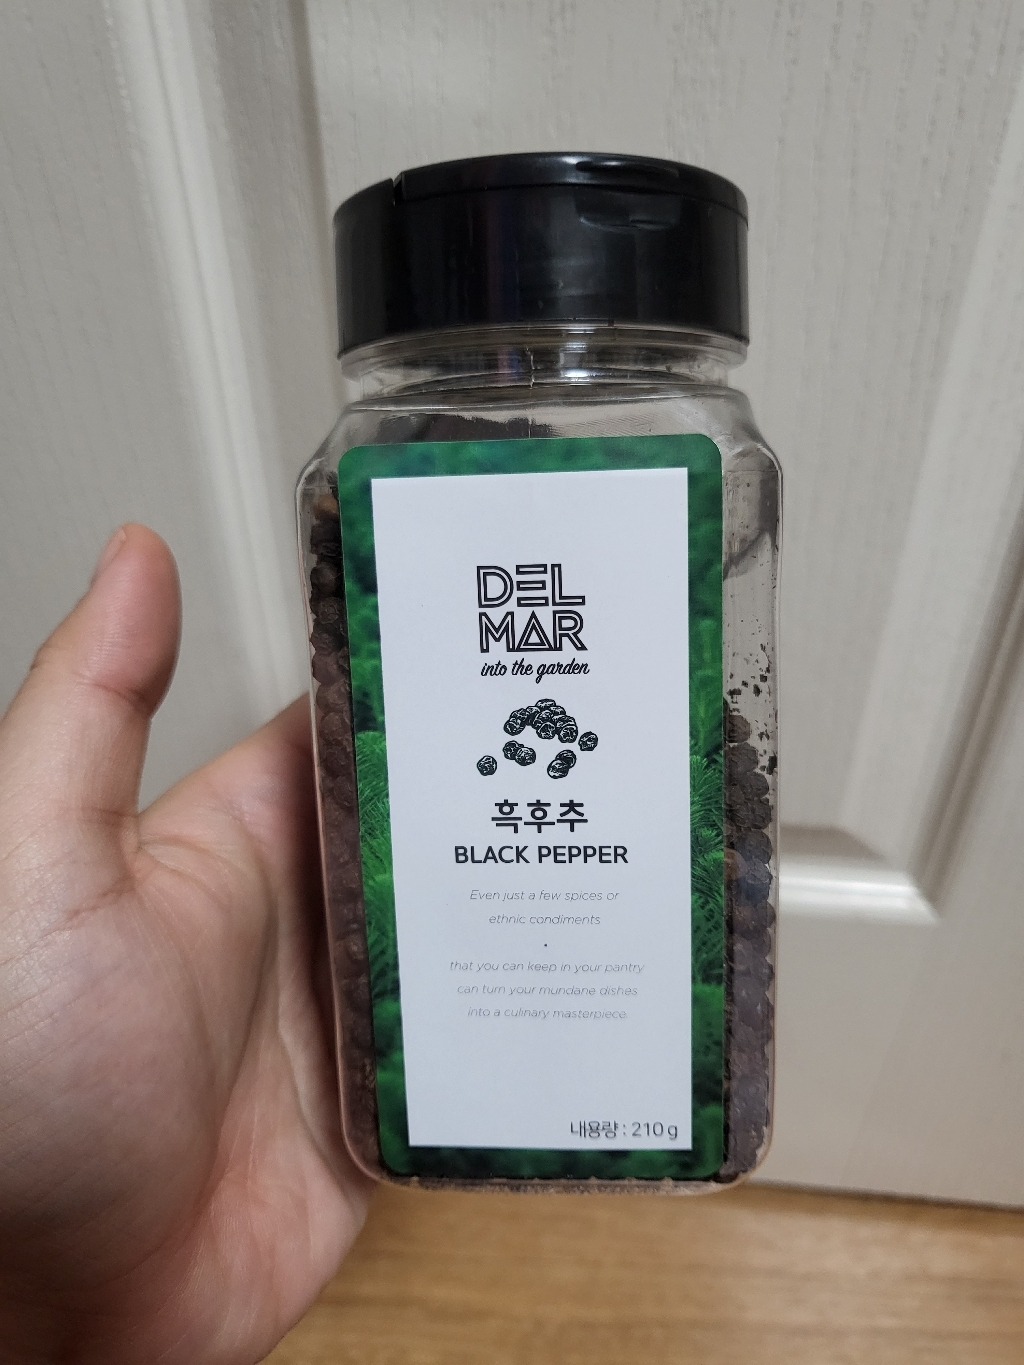 DEL
MAR
into the garden
흑후추
BLACK PEPPER
Even just a few spices or
ethnic condiments
•
that you can keep in your pantry
can turn your mundane dishes
into a culinary masterpiece
내용량 : 210 g